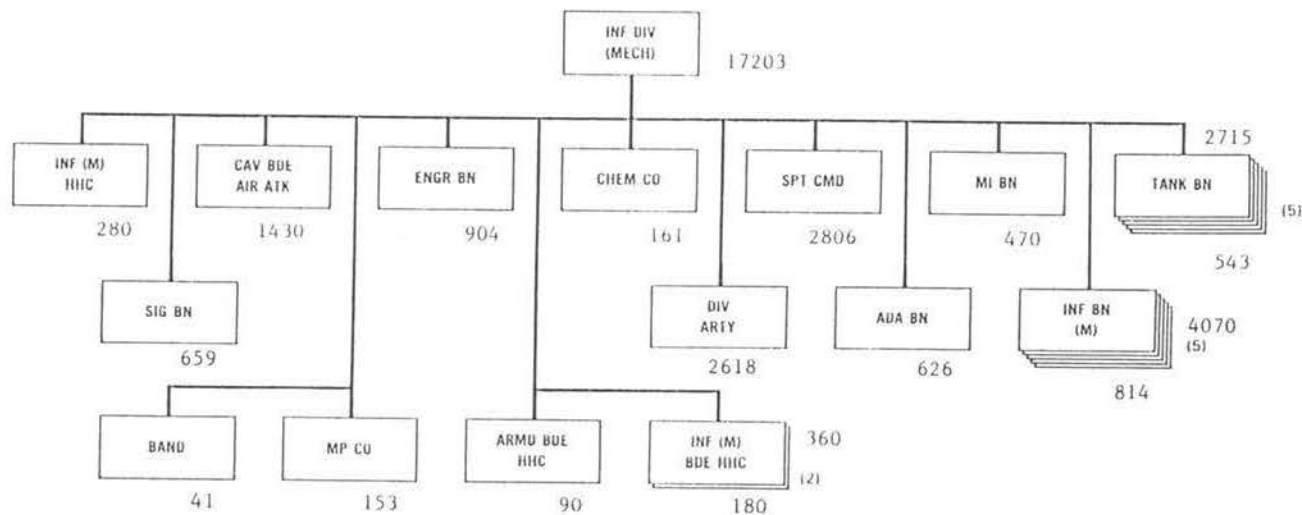 INF DIV
(MECH)
17203
2715
INF (M)
HHC
280
CAV BDE
AIR ATK
1430
ENGR BN
904
CHEM CO
161
SPT CMD
2806
MI BN
470
TANK BN
(5)
543
SIG BN
659
DIV
ARTY
2618
ADA BN
626
INF BN
(M)
4070
(5)
814
BAND
41
MP CO
153
ARMD BDE
HHC
90
INF (M)
BDE HHC
360
(2)
180